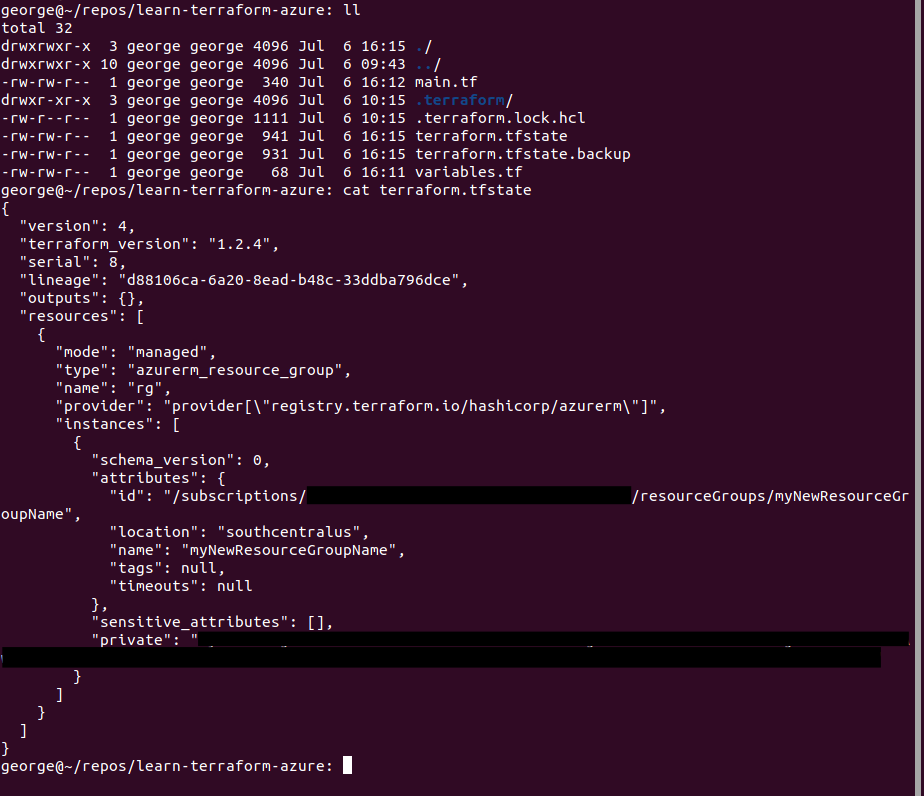 george@~/repos/learn-terraform-azure: ll
total 32
drwxrwxr-x  3 george george 4096 Jul  6 16:15 ./
drwxrwxr-x 10 george george 4096 Jul  6 09:43 ../
-rw-rw-r--  1 george george  340 Jul  6 16:12 main.tf
drwxr-xr-x  3 george george 4096 Jul  6 10:15 .terraform/
-rw-r--r--  1 george george 1111 Jul  6 10:15 .terraform.lock.hcl
-rw-rw-r--  1 george george  941 Jul  6 16:15 terraform.tfstate
-rw-rw-r--  1 george george  931 Jul  6 16:15 terraform.tfstate.backup
-rw-rw-r--  1 george george   68 Jul  6 16:11 variables.tf
george@~/repos/learn-terraform-azure: cat terraform.tfstate
{
  "version": 4,
  "terraform_version": "1.2.4",
  "serial": 8,
  "lineage": "d88106ca-6a20-8ead-b48c-33ddba796dce",
  "outputs": {},
  "resources": [
    {
      "mode": "managed",
      "type": "azurerm_resource_group",
      "name": "rg",
      "provider": "provider[\"registry.terraform.io/hashicorp/azurerm\"]",
      "instances": [
        {
          "schema_version": 0,
          "attributes": {
            "id": "/subscriptions/ /resourceGroups/myNewResourceGr
oupName",
            "location": "southcentralus",
            "name": "myNewResourceGroupName",
            "tags": null,
            "timeouts": null
          },
          "sensitive_attributes": [],
          "private": "
        }
      ]
    }
  ]
}
george@~/repos/learn-terraform-azure: